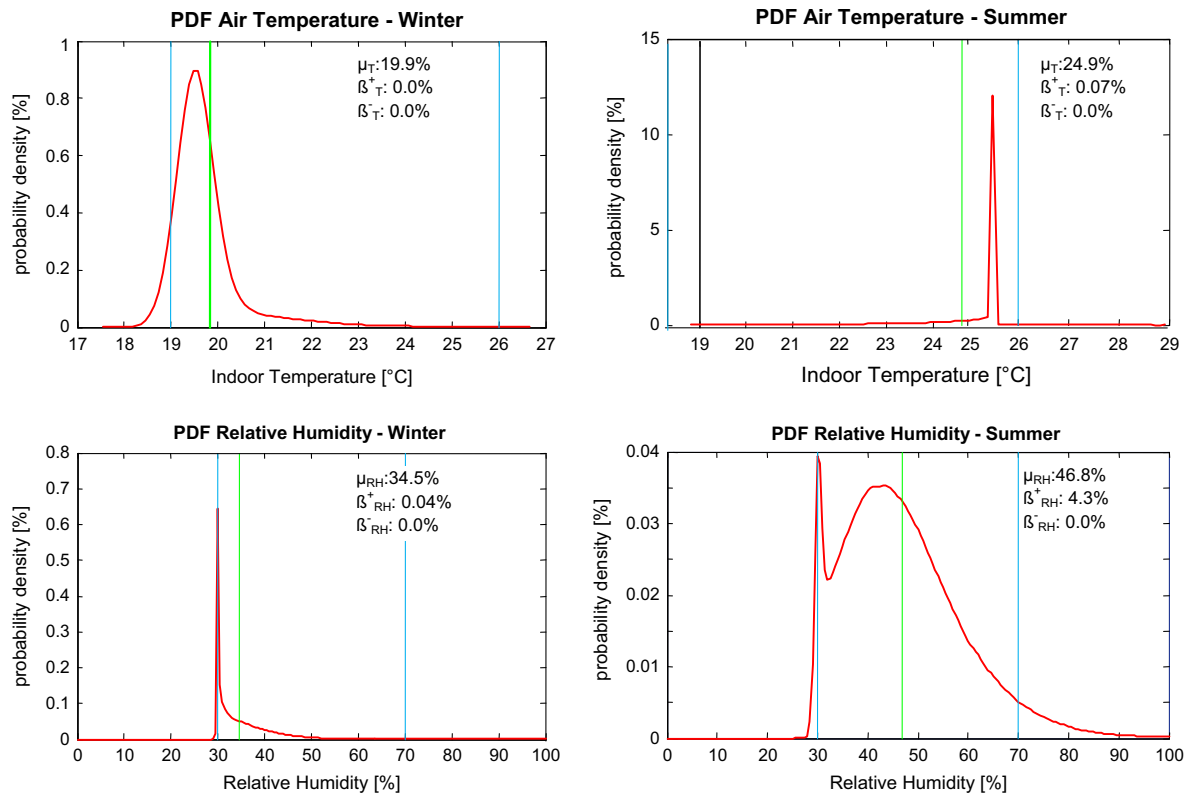 PDF Air Temperature - Winter
µT:19.9%
ß+T: 0.0%
ß-T: 0.0%
probability density [%]
1
0.8
0.6
0.4
0.2
0
17 18 19 20 21 22 23 24 25 26 27
Indoor Temperature [°C]
PDF Air Temperature - Summer
µT:24.9%
ß+T: 0.07%
ß-T: 0.0%
probability density [%]
15
10
5
0
19 20 21 22 23 24 25 26 27 28 29
Indoor Temperature [°C]
PDF Relative Humidity - Winter
µRH:34.5%
ß+RH: 0.04%
ß-RH: 0.0%
probability density [%]
0.8
0.7
0.6
0.5
0.4
0.3
0.2
0.1
0
0 10 20 30 40 50 60 70 80 90 100
Relative Humidity [%]
PDF Relative Humidity - Summer
µRH:46.8%
ß+RH: 4.3%
ß-RH: 0.0%
probability density [%]
0.04
0.03
0.02
0.01
0
0 10 20 30 40 50 60 70 80 90 100
Relative Humidity [%]